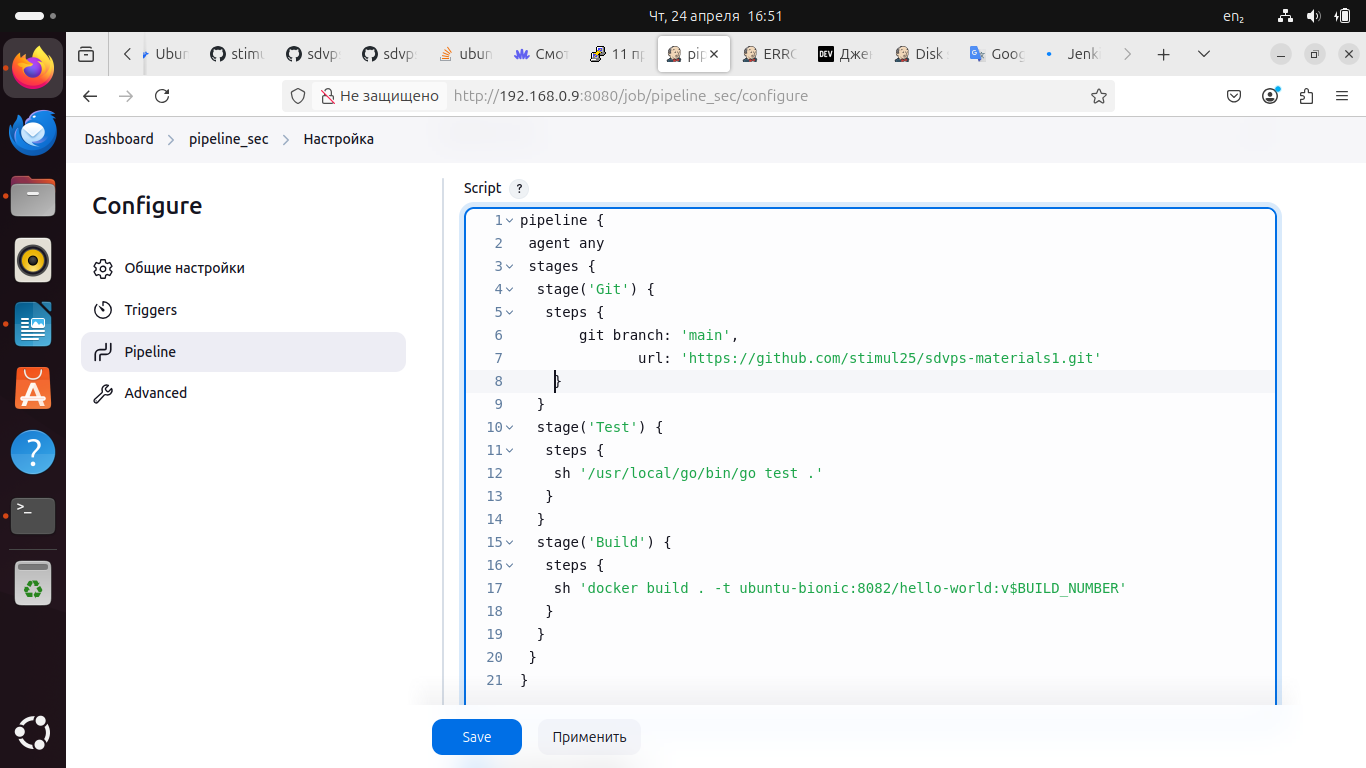 Чт, 24 апреля 16:51
en₂
Ubun
stimu
sdvps
sdvps
ubun
Смот
11 пр
pip
ERRO
DEV Дже
Disk s
Goog
Jenk
Не защищено
http://192.168.0.9:8080/job/pipeline_sec/configure
Dashboard
pipeline_sec
Настройка
Configure
Общие настройки
Triggers
Pipeline
Advanced
Script ?
1 pipeline {
2 agent any
3 stages {
4 stage('Git') {
5 steps {
6 git branch: 'main',
7 url: 'https://github.com/stimul25/sdvps-materials1.git'
8 }
9 }
10 stage('Test') {
11 steps {
12 sh '/usr/local/go/bin/go test .'
13 }
14 }
15 stage('Build') {
16 steps {
17 sh 'docker build . -t ubuntu-bionic:8082/hello-world:v$BUILD_NUMBER'
18 }
19 }
20 }
21 }
Save
Применить